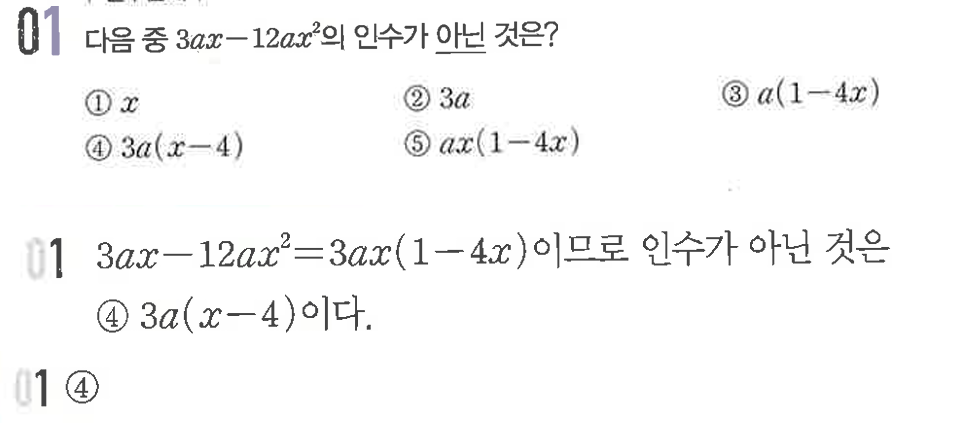 01 다음 중 3ax-12ax²의 인수가 아닌 것은?
① x ② 3a ③ a(1-4x)
④ 3a(x-4) ⑤ ax(1-4x)
01 3ax-12ax²=3ax(1-4x)이므로 인수가 아닌 것은
④ 3a(x-4)이다.
01 ④